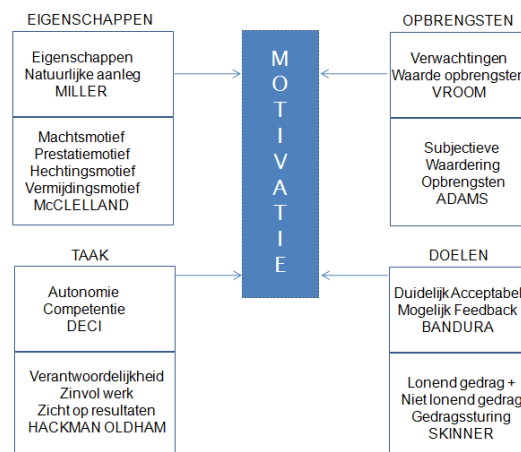 EIGENSCHAPPEN
Eigenschappen
Natuurlijke aanleg
MILLER
Machtsmotief
Prestatiemotief
Hechtingsmotief
Vermijdingsmotief
McCLELLAND
TAAK
Autonomie
Competentie
DECI
Verantwoordelijkheid
Zinvol werk
Zicht op resultaten
HACKMAN OLDHAM
MOTIVATIE
OPBRENGSTEN
Verwachtingen
Waarde opbrengsten
VROOM
Subjectieve
Waardering
Opbrengsten
ADAMS
DOELEN
Duidelijk Acceptabel
Mogelijk Feedback
BANDURA
Lonend gedrag +
Niet lonend gedrag
Gedragssturing
SKINNER